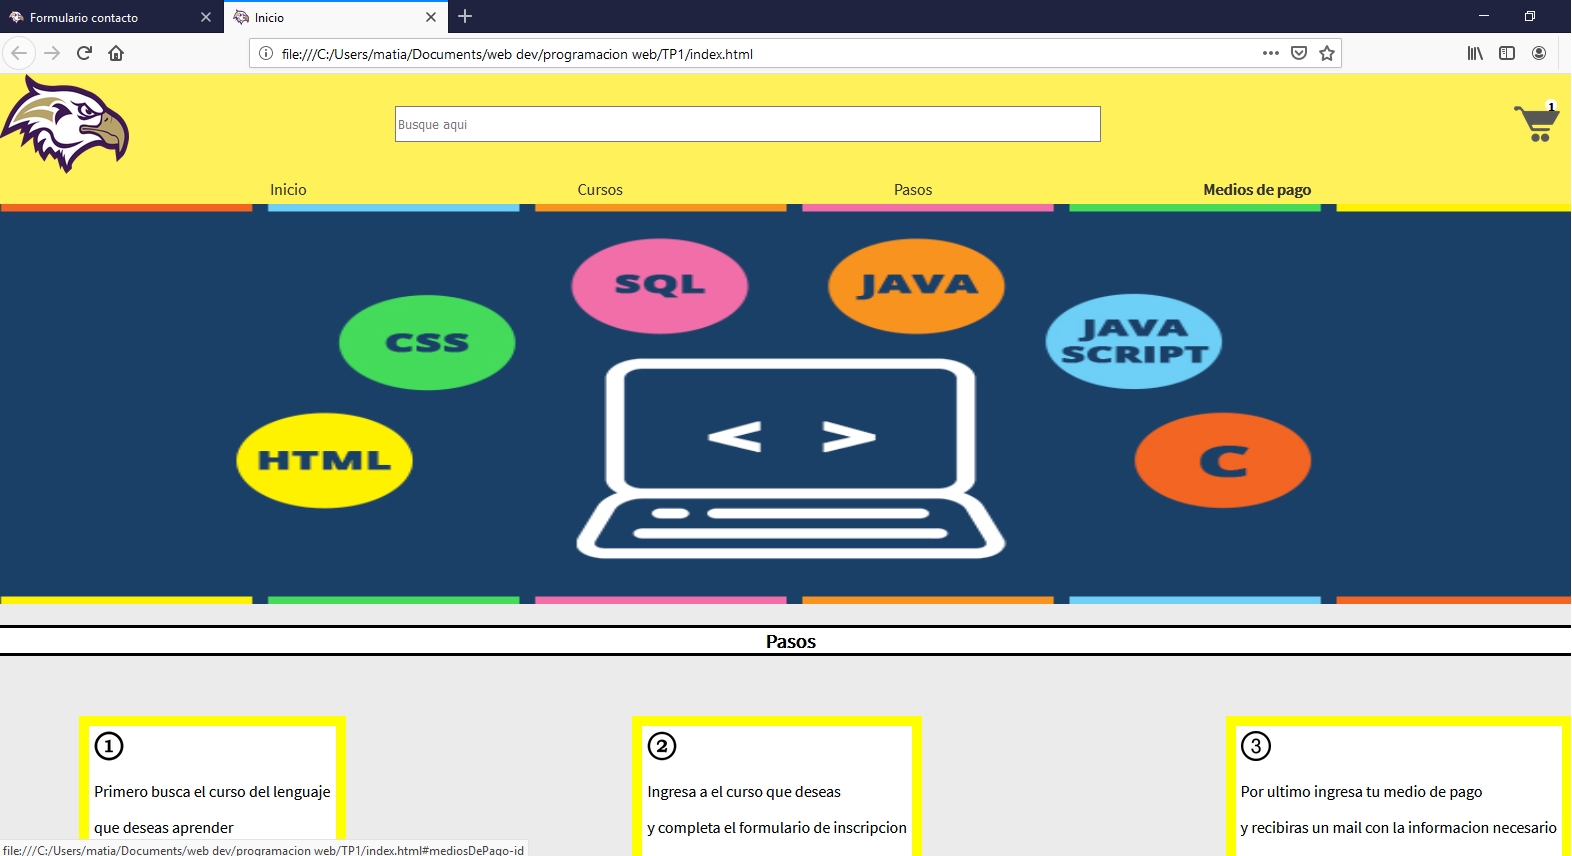 Formulario contacto
Inicio
file:///C:/Users/matia/Documents/web dev/programacion web/TP1/index.html
Busque aqui
1
Inicio
Cursos
Pasos
Medios de pago
SQL
JAVA
CSS
JAVA
SCRIPT
HTML
< >
C
Pasos
1
Primero busca el curso del lenguaje
que deseas aprender
2
Ingresa a el curso que deseas
y completa el formulario de inscripcion
3
Por ultimo ingresa tu medio de pago
y recibiras un mail con la informacion necesario
file:///C:/Users/matia/Documents/web dev/programacion web/TP1/index.html#mediosDePago-id